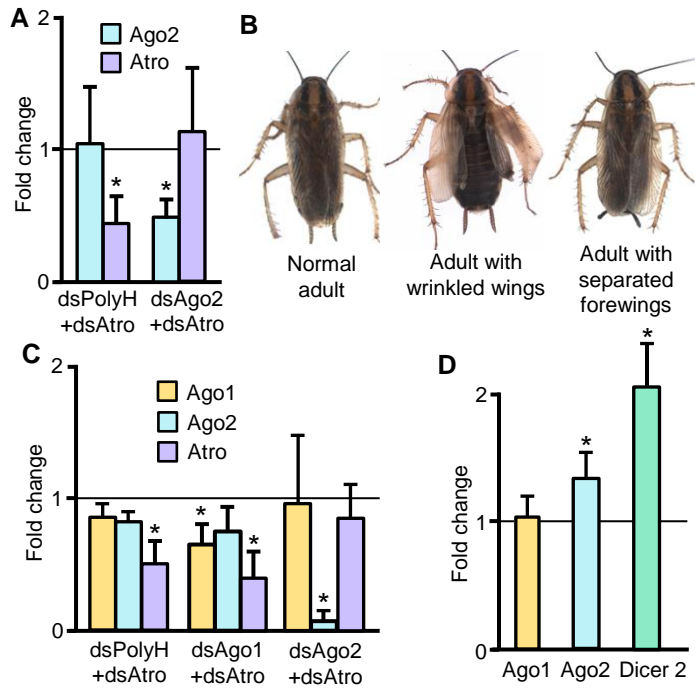 A
2
Ago2
Atro
Fold change
1
*
*
0
dsPolyH
+dsAtro
dsAgo2
+dsAtro
B
Normal
adult
Adult with
wrinkled wings
Adult with
separated
forewings
C
2
Ago1
Ago2
Atro
Fold change
1
*
*
*
*
0
dsPolyH
+dsAtro
dsAgo1
+dsAtro
dsAgo2
+dsAtro
D
2
*
*
Fold change
1
0
Ago1
Ago2
Dicer 2